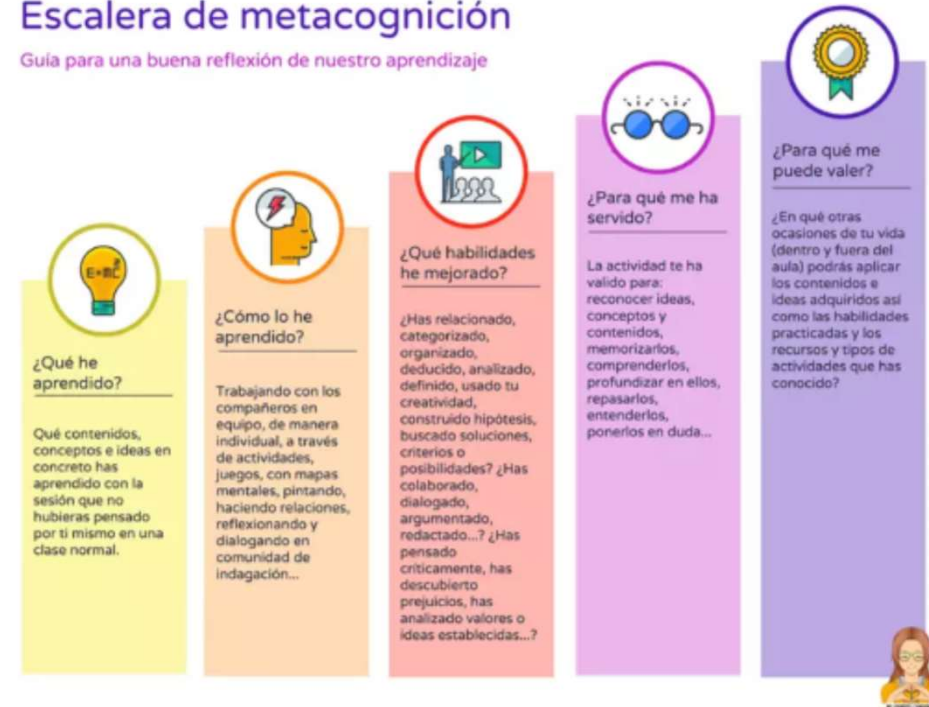 Escalera de metacognición
Guía para una buena reflexión de nuestro aprendizaje
E=mc²
¿Qué he
aprendido?
Qué contenidos,
conceptos e ideas en
concreto has
aprendido con la
sesión que no
hubieras pensado
por ti mismo en una
clase normal.
¿Cómo lo he
aprendido?
Trabajando con los
compañeros en
equipo, de manera
individual, a través
de actividades,
juegos, con mapas
mentales, pintando,
haciendo relaciones,
reflexionando y
dialogando en
comunidad de
indagación...
¿Qué habilidades
he mejorado?
¿Has relacionado,
categorizado,
organizado,
deducido, analizado,
definido, usado tu
creatividad,
construido hipótesis,
buscado soluciones,
criterios o
posibilidades? ¿Has
colaborado,
dialogado,
argumentado,
redactado...? ¿Has
pensado
críticamente, has
descubierto
prejuicios, has
analizado valores o
ideas establecidas...?
¿Para qué me ha
servido?
La actividad te ha
valido para:
reconocer ideas,
conceptos y
contenidos,
memorizarlos,
comprenderlos,
profundizar en ellos,
repasarlos,
entenderlos,
ponerlos en duda...
¿Para qué me
puede valer?
¿En qué otras
ocasiones de tu vida
(dentro y fuera del
aula) podrás aplicar
los contenidos e
ideas adquiridos así
como las habilidades
practicadas y los
recursos y tipos de
actividades que has
conocido?